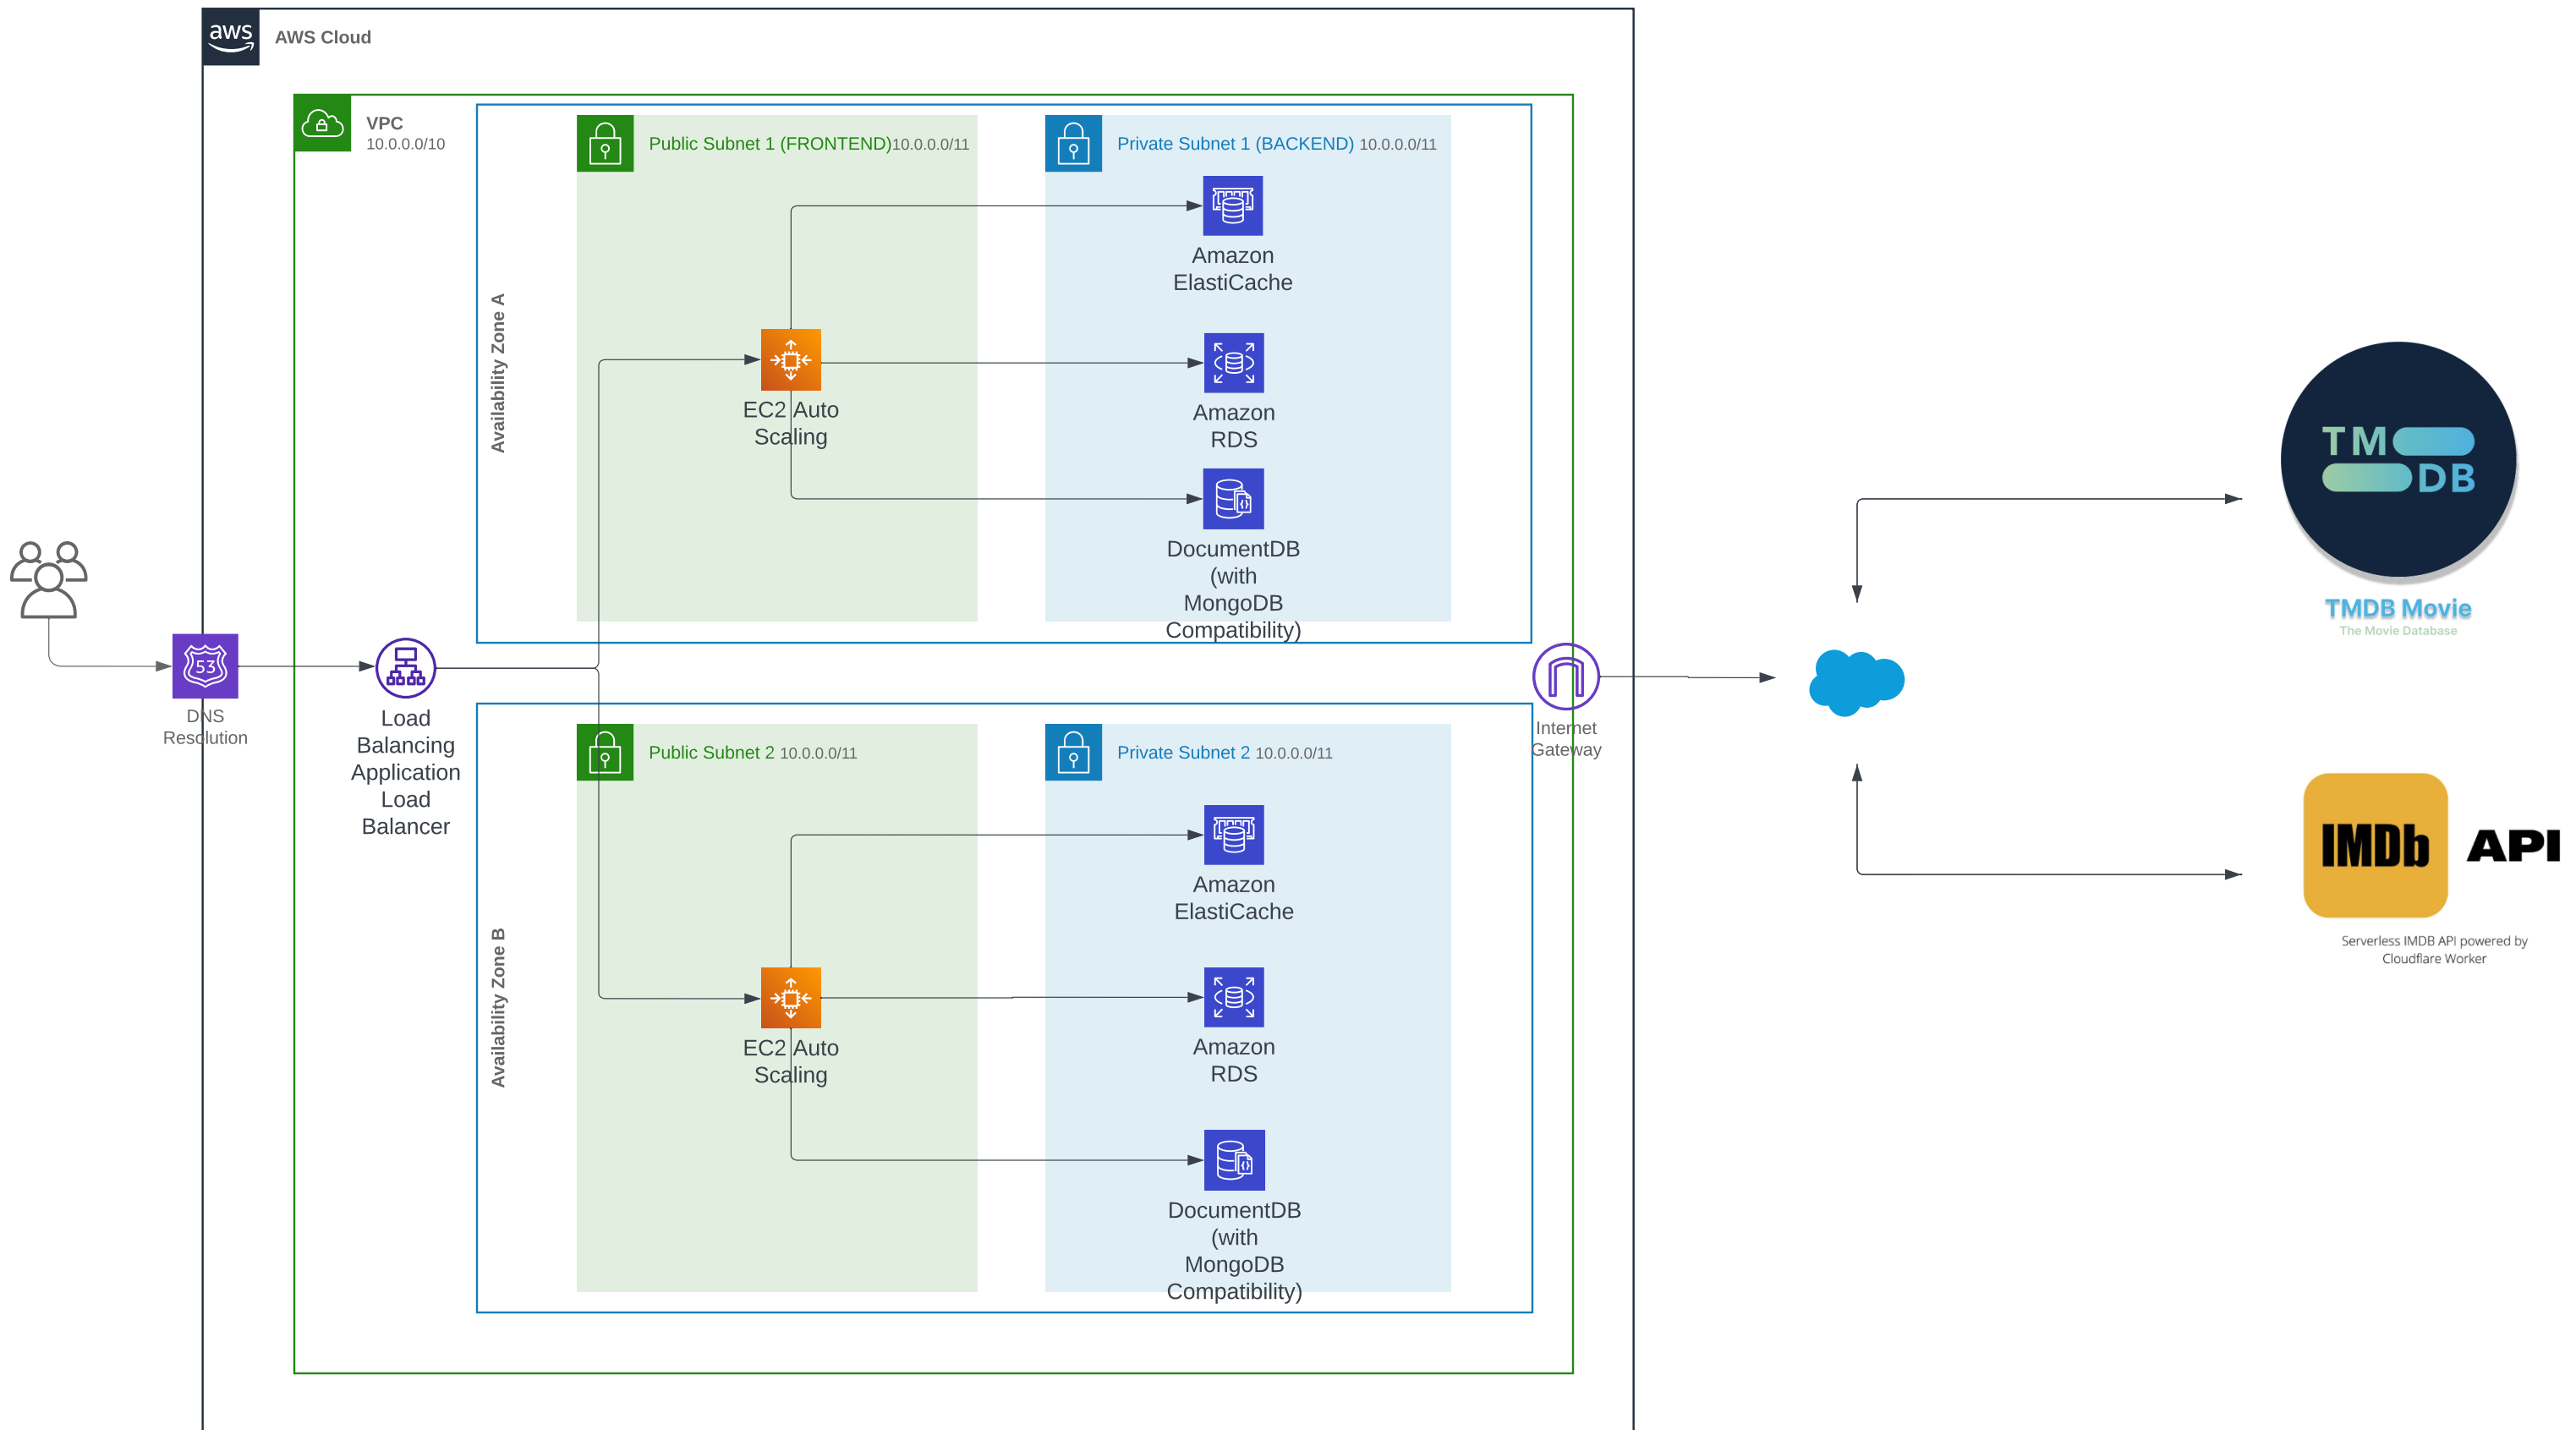 aws
AWS Cloud
VPC
10.0.0.0/10
Public Subnet 1 (FRONTEND)10.0.0.0/11
Private Subnet 1 (BACKEND) 10.0.0.0/11
Amazon
ElastiCache
Availability Zone A
EC2 Auto
Scaling
Amazon
RDS
DocumentDB
(with
MongoDB
Compatibility)
53
DNS
Resolution
Load
Balancing
Application
Load
Balancer
Internet
Gateway
Public Subnet 2 10.0.0.0/11
Private Subnet 2 10.0.0.0/11
Amazon
ElastiCache
Availability Zone B
EC2 Auto
Scaling
Amazon
RDS
DocumentDB
(with
MongoDB
Compatibility)
TM
DB
TMDB Movie
The Movie Database
IMDb
API
Serverless IMDB API powered by
Cloudflare Worker